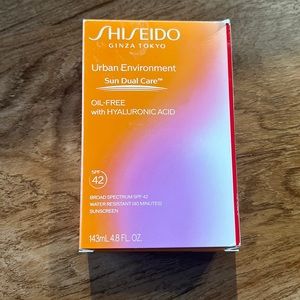 SHISEIDO
GINZA TOKYO
Urban Environment
Sun Dual Care™
OIL-FREE
with HYALURONIC ACID
SPF
42
BROAD SPECTRUM SPF 42
WATER RESISTANT (40 MINUTES)
SUNSCREEN
143mL 4.8 FL. OZ.